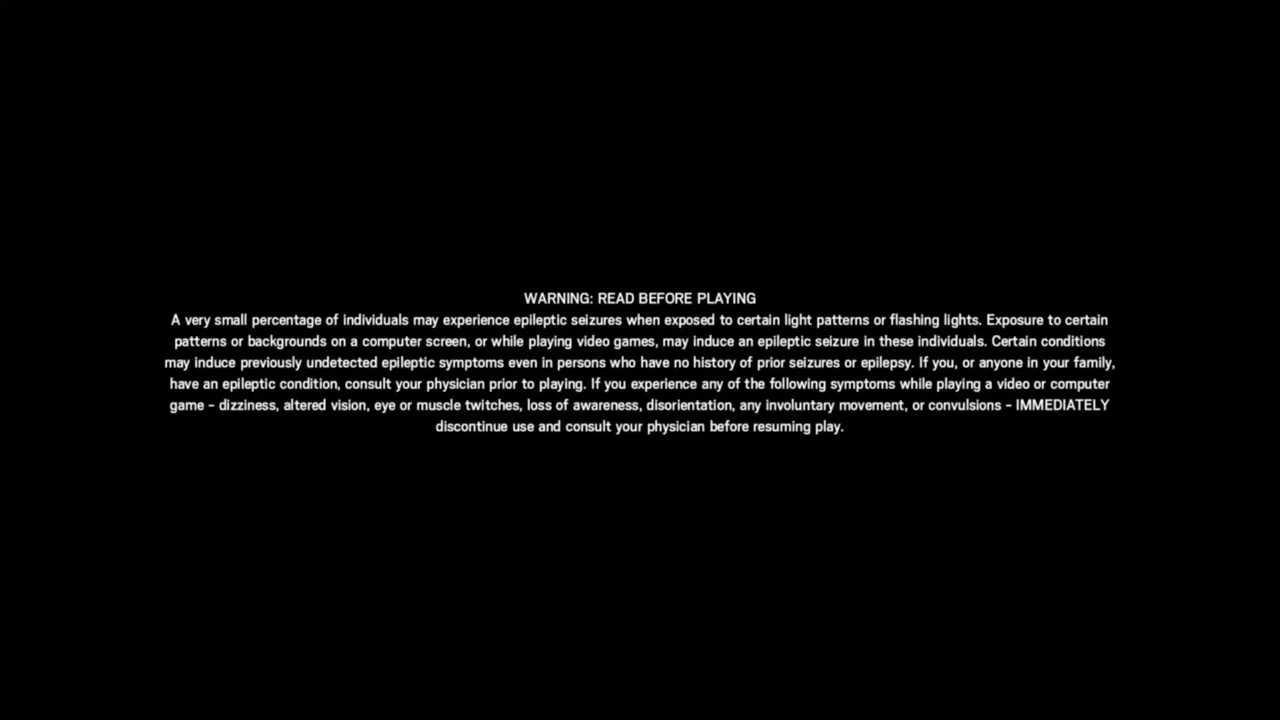 WARNING: READ BEFORE PLAYING
A very small percentage of individuals may experience epileptic seizures when exposed to certain light patterns or flashing lights. Exposure to certain
patterns or backgrounds on a computer screen, or while playing video games, may induce an epileptic seizure in these individuals. Certain conditions
may induce previously undetected epileptic symptoms even in persons who have no history of prior seizures or epilepsy. If you, or anyone in your family,
have an epileptic condition, consult your physician prior to playing. If you experience any of the following symptoms while playing a video or computer
game – dizziness, altered vision, eye or muscle twitches, loss of awareness, disorientation, any involuntary movement, or convulsions – IMMEDIATELY
discontinue use and consult your physician before resuming play.